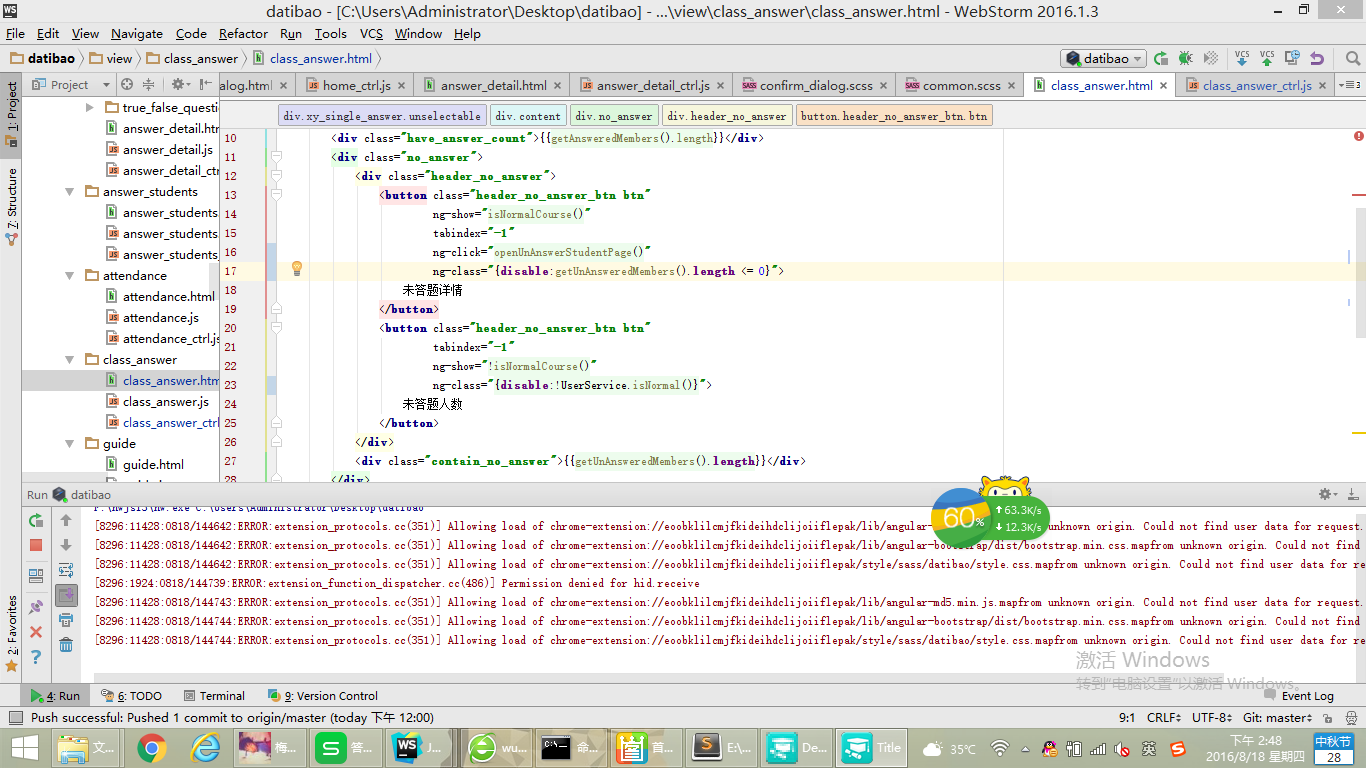 datibao - [C:\Users\Administrator\Desktop\datibao] - ...\view\class_answer\class_answer.html - WebStorm 2016.1.3
File Edit View Navigate Code Refactor Run Tools VCS Window Help
datibao view class_answer class_answer.html
datibao VCS VCS
Project alog.html home_ctrl.js answer_detail.html answer_detail_ctrl.js confirm_dialog.scss common.scss class_answer.html class_answer_ctrl.js
div.xy_single_answer.unselectable div.content div.no_answer div.header_no_answer button.header_no_answer_btn.btn
1: Project
Z: Structure
2: Favorites
true_false_questi
answer_detail.htr
answer_detail.js
answer_detail_ctr
answer_students
answer_students
answer_students
answer_students
attendance
attendance.html
attendance.js
attendance_ctrl.js
class_answer
class_answer.htm
class_answer.js
class_answer_ctrl
guide
guide.html
10 <div class="have_answer_count">{{getAnsweredMembers().length}}</div>
11 <div class="no_answer">
12 <div class="header_no_answer">
13 <button class="header_no_answer_btn btn"
14 ng-show="isNormalCourse()"
15 tabindex="-1"
16 ng-click="openUnAnswerStudentPage()"
17 ng-class="{disable:getUnAnsweredMembers().length <= 0}">
18 未答题详情
19 </button>
20 <button class="header_no_answer_btn btn"
21 tabindex="-1"
22 ng-show="!isNormalCourse()"
23 ng-class="{disable:!UserService.isNormal()}">
24 未答题人数
25 </button>
26 </div>
27 <div class="contain_no_answer">{{getUnAnsweredMembers().length}}</div>
28 </div>
Run datibao
F:\nwjs13\nw.exe C:\Users\Administrator\Desktop\datibao
[8296:11428:0818/144642:ERROR:extension_protocols.cc(351)] Allowing load of chrome-extension://eoobklilcmjfkideihdclijoiiflepak/lib/angular- unknown origin. Could not find user data for request.
[8296:11428:0818/144642:ERROR:extension_protocols.cc(351)] Allowing load of chrome-extension://eoobklilcmjfkideihdclijoiiflepak/lib/angular-bootstrap/dist/bootstrap.min.css.mapfrom unknown origin. Could not find
[8296:11428:0818/144642:ERROR:extension_protocols.cc(351)] Allowing load of chrome-extension://eoobklilcmjfkideihdclijoiiflepak/style/sass/datibao/style.css.mapfrom unknown origin. Could not find user data for re
[8296:1924:0818/144739:ERROR:extension_function_dispatcher.cc(486)] Permission denied for hid.receive
[8296:11428:0818/144743:ERROR:extension_protocols.cc(351)] Allowing load of chrome-extension://eoobklilcmjfkideihdclijoiiflepak/lib/angular-md5.min.js.mapfrom unknown origin. Could not find user data for request.
[8296:11428:0818/144744:ERROR:extension_protocols.cc(351)] Allowing load of chrome-extension://eoobklilcmjfkideihdclijoiiflepak/lib/angular-bootstrap/dist/bootstrap.min.css.mapfrom unknown origin. Could not find
[8296:11428:0818/144744:ERROR:extension_protocols.cc(351)] Allowing load of chrome-extension://eoobklilcmjfkideihdclijoiiflepak/style/sass/datibao/style.css.mapfrom unknown origin. Could not find user data for re
60%
63.3K/s
12.3K/s
激活 Windows
转到"电脑设置"以激活 Windows。
4: Run 6: TODO Terminal 9: Version Control Event Log
Push successful: Pushed 1 commit to origin/master (today 下午 12:00) 9:1 CRLF UTF-8 Git: master
文... 梅... 答... J... wu... 命... 首... E:\... De... Title 35℃ 英
下午 2:48
2016/8/18 星期四
中秋节
28